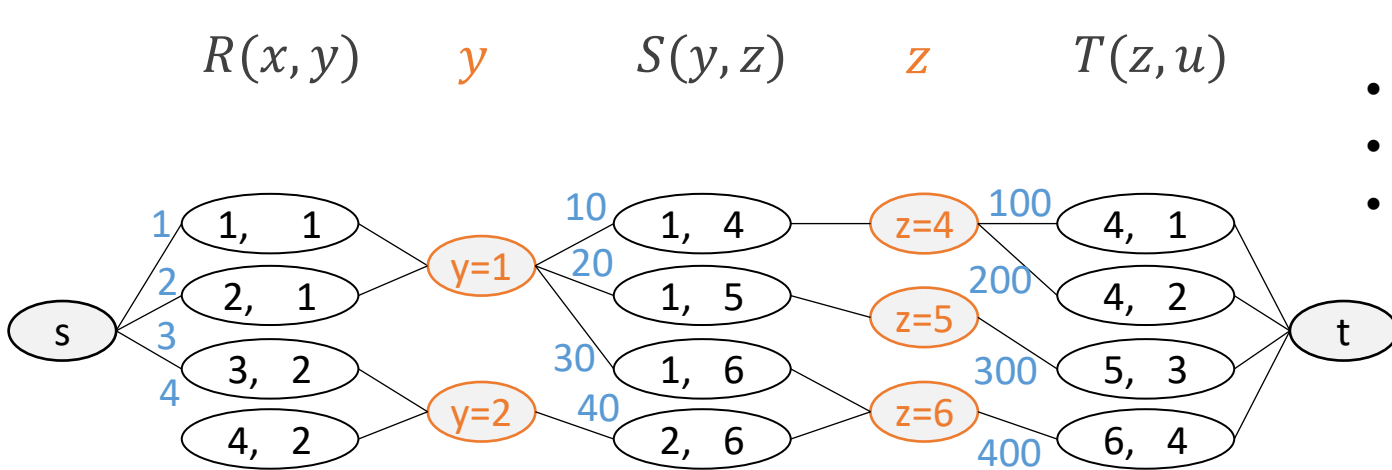 R(x, y) y S(y, z) z T(z, u)
•
•
•
1 1, 1 10 1, 4 z=4 100 4, 1
2 2, 1 y=1 20 1, 5 200 4, 2
s 3 z=5 t
4 3, 2 30 1, 6 300 5, 3
4, 2 y=2 40 2, 6 z=6 400 6, 4